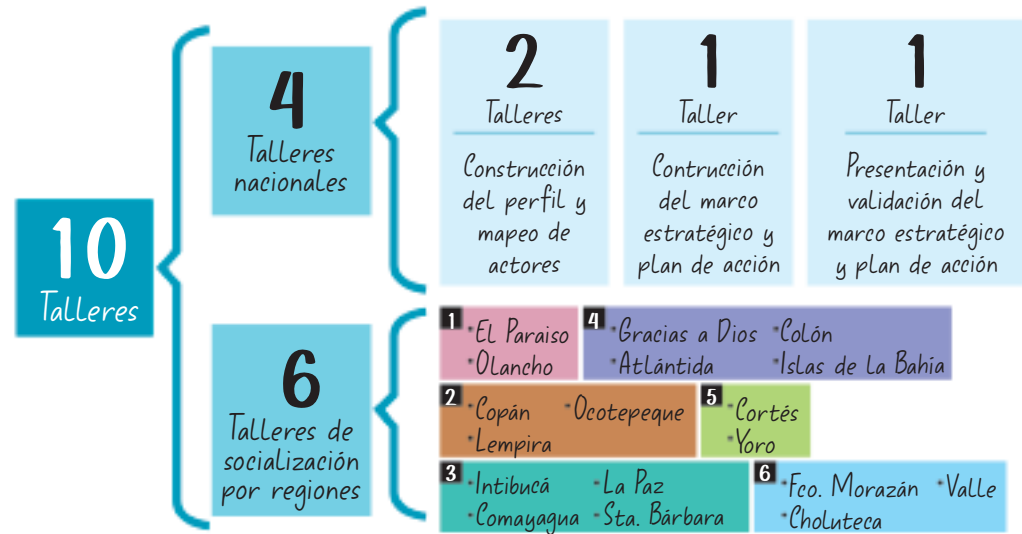 10
Talleres
4
Talleres
nacionales
2
Talleres
Construcción
del perfil y
mapeo de
actores
1
Taller
Contrucción
del marco
estratégico y
plan de acción
1
Taller
Presentación y
validación del
marco estratégico
y plan de acción
6
Talleres de
socialización
por regiones
1
•El Paraiso
•Olancho
4
•Gracias a Dios •Colón
•Atlántida •Islas de la Bahía
2
•Copán •Ocotepeque
•Lempira
5
•Cortés
•Yoro
3
•Intibucá •La Paz
•Comayagua •Sta. Bárbara
6
•Fco. Morazán •Valle
•Choluteca